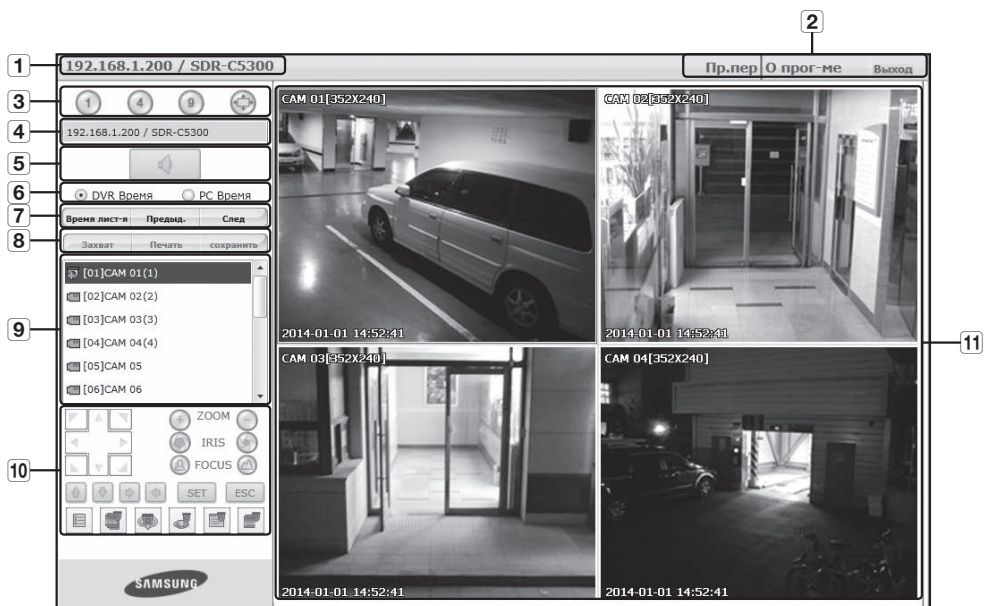 2
1
192.168.1.200 / SDR-C5300
Пр.пер О прог-ме Выход
3
1 4 9
4
192.168.1.200 / SDR-C5300
5
6
DVR Время PC Время
7
Время лист-я Предыд. След
8
Захват Печать сохранить
9
[01]CAM 01(1)
[02]CAM 02(2)
[03]CAM 03(3)
[04]CAM 04(4)
[05]CAM 05
[06]CAM 06
10
ZOOM
IRIS
FOCUS
SET ESC
SAMSUNG
CAM 01[352X240]
2014-01-01 14:52:41
CAM 02[352X240]
2014-01-01 14:52:41
CAM 03[352X240]
2014-01-01 14:52:41
CAM 04[352X240]
2014-01-01 14:52:41
11